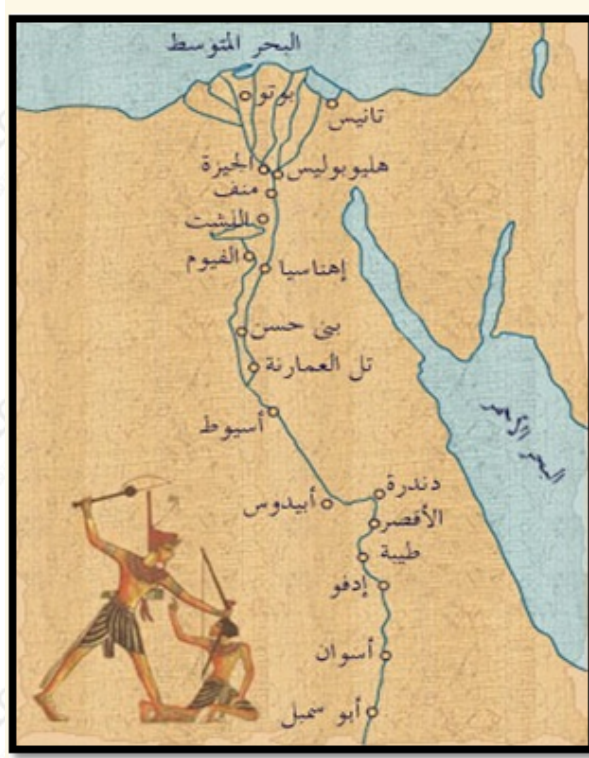 البحر المتوسط
بوتو
تانيس
الجيزة
هليوبوليس
منف
اللشت
الفيوم
إهناسيا
بنى حسن
تل العمارنة
أسيوط
البحر الأحمر
دندرة
أبيدوس
الأقصر
طيبة
إدفو
أسوان
أبو سمبل